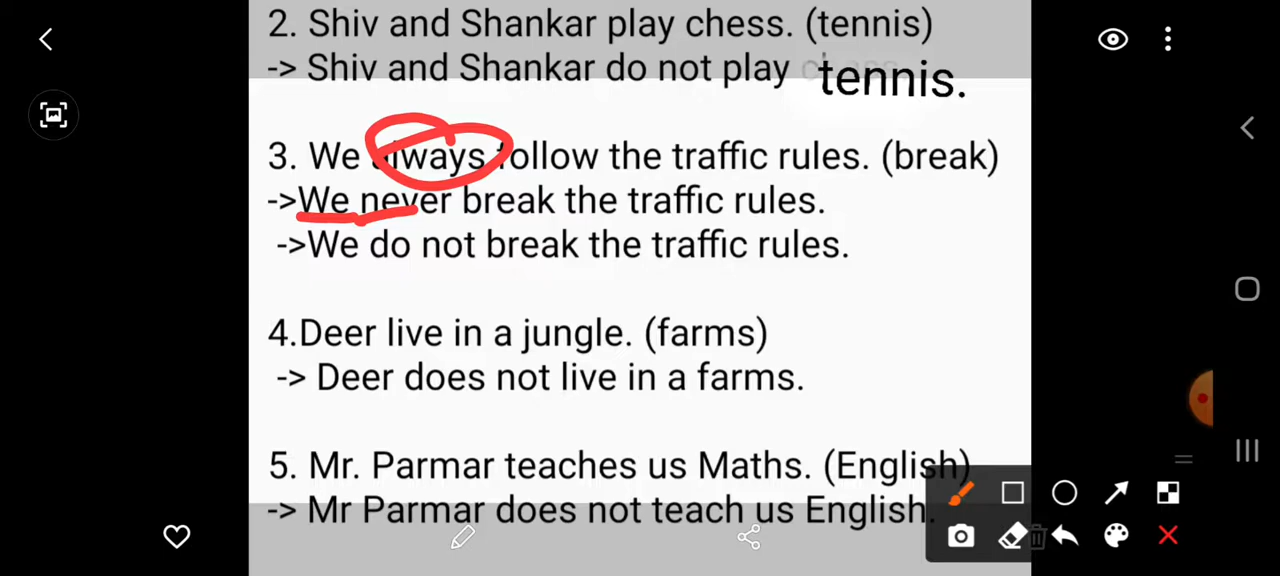 2. Shiv and Shankar play chess. (tennis)
-> Shiv and Shankar do not play tennis.
3. We always follow the traffic rules. (break)
->We never break the traffic rules.
->We do not break the traffic rules.
4.Deer live in a jungle. (farms)
-> Deer does not live in a farms.
5. Mr. Parmar teaches us Maths. (English)
-> Mr Parmar does not teach us English.